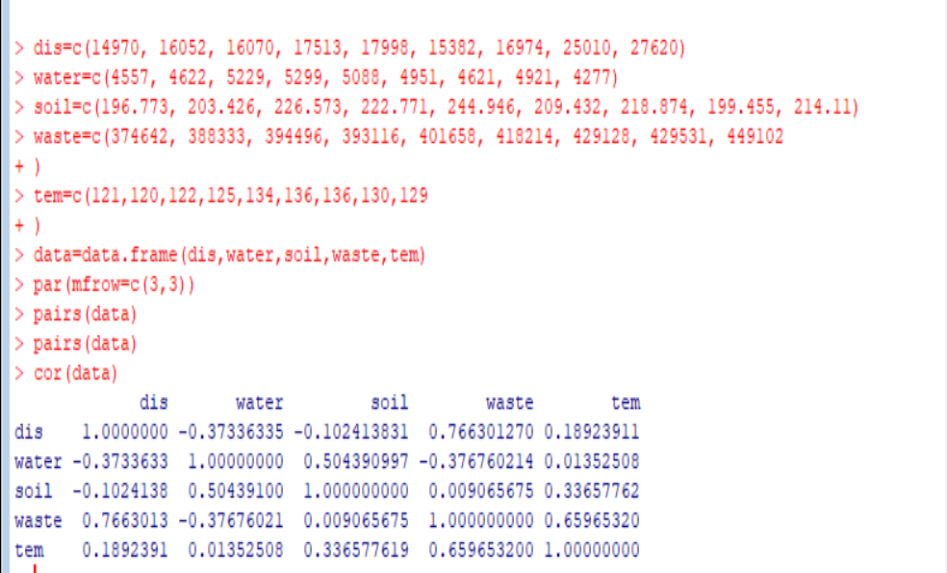 > dis=c(14970, 16052, 16070, 17513, 17998, 15382, 16974, 25010, 27620)
> water=c(4557, 4622, 5229, 5299, 5088, 4951, 4621, 4921, 4277)
> soil=c(196.773, 203.426, 226.573, 222.771, 244.946, 209.432, 218.874, 199.455, 214.11)
> waste=c(374642, 388333, 394496, 393116, 401658, 418214, 429128, 429531, 449102
+ )
> tem=c(121,120,122,125,134,136,136,130,129
+ )
> data=data.frame(dis,water,soil,waste,tem)
> par(mfrow=c(3,3))
> pairs(data)
> pairs(data)
> cor(data)
dis water soil waste tem
dis 1.0000000 -0.37336335 -0.102413831 0.766301270 0.18923911
water -0.3733633 1.00000000 0.504390997 -0.376760214 0.01352508
soil -0.1024138 0.50439100 1.000000000 0.009065675 0.33657762
waste 0.7663013 -0.37676021 0.009065675 1.000000000 0.65965320
tem 0.1892391 0.01352508 0.336577619 0.659653200 1.00000000